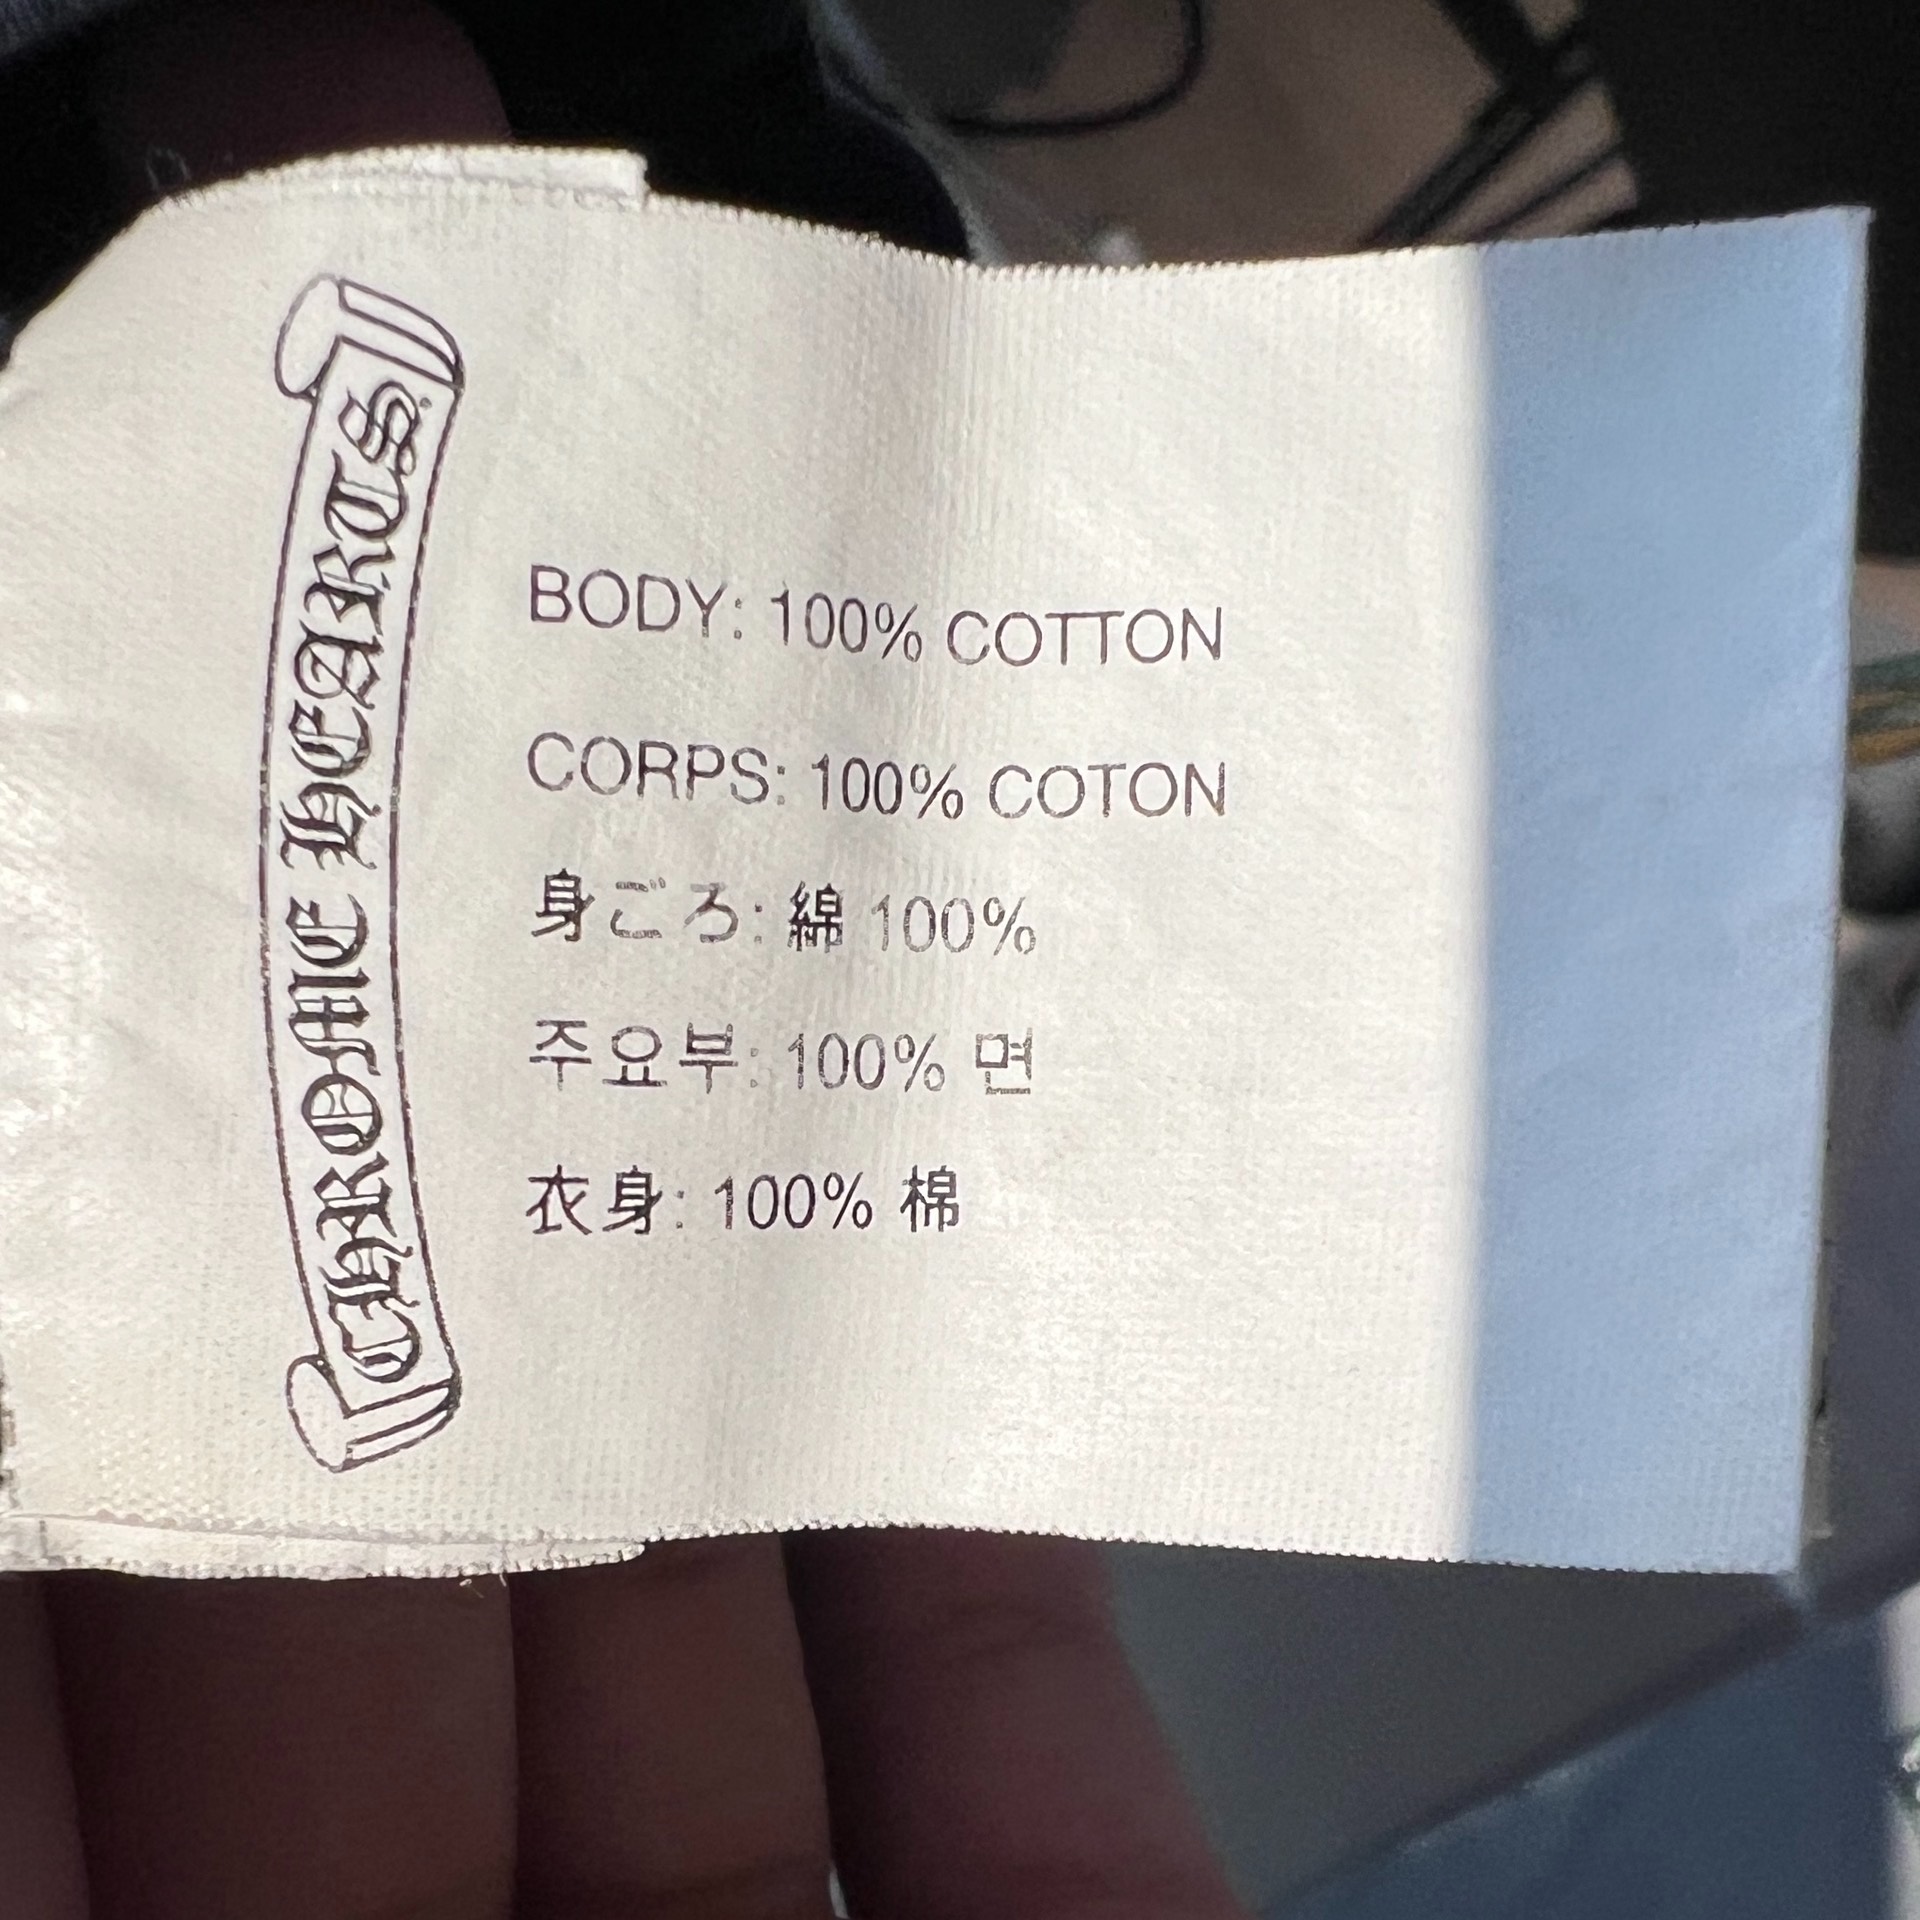 CHROME HEARTS
BODY: 100% COTTON
CORPS: 100% COTON
身ごろ: 綿 100%
주요부: 100% 면
衣身: 100% 棉